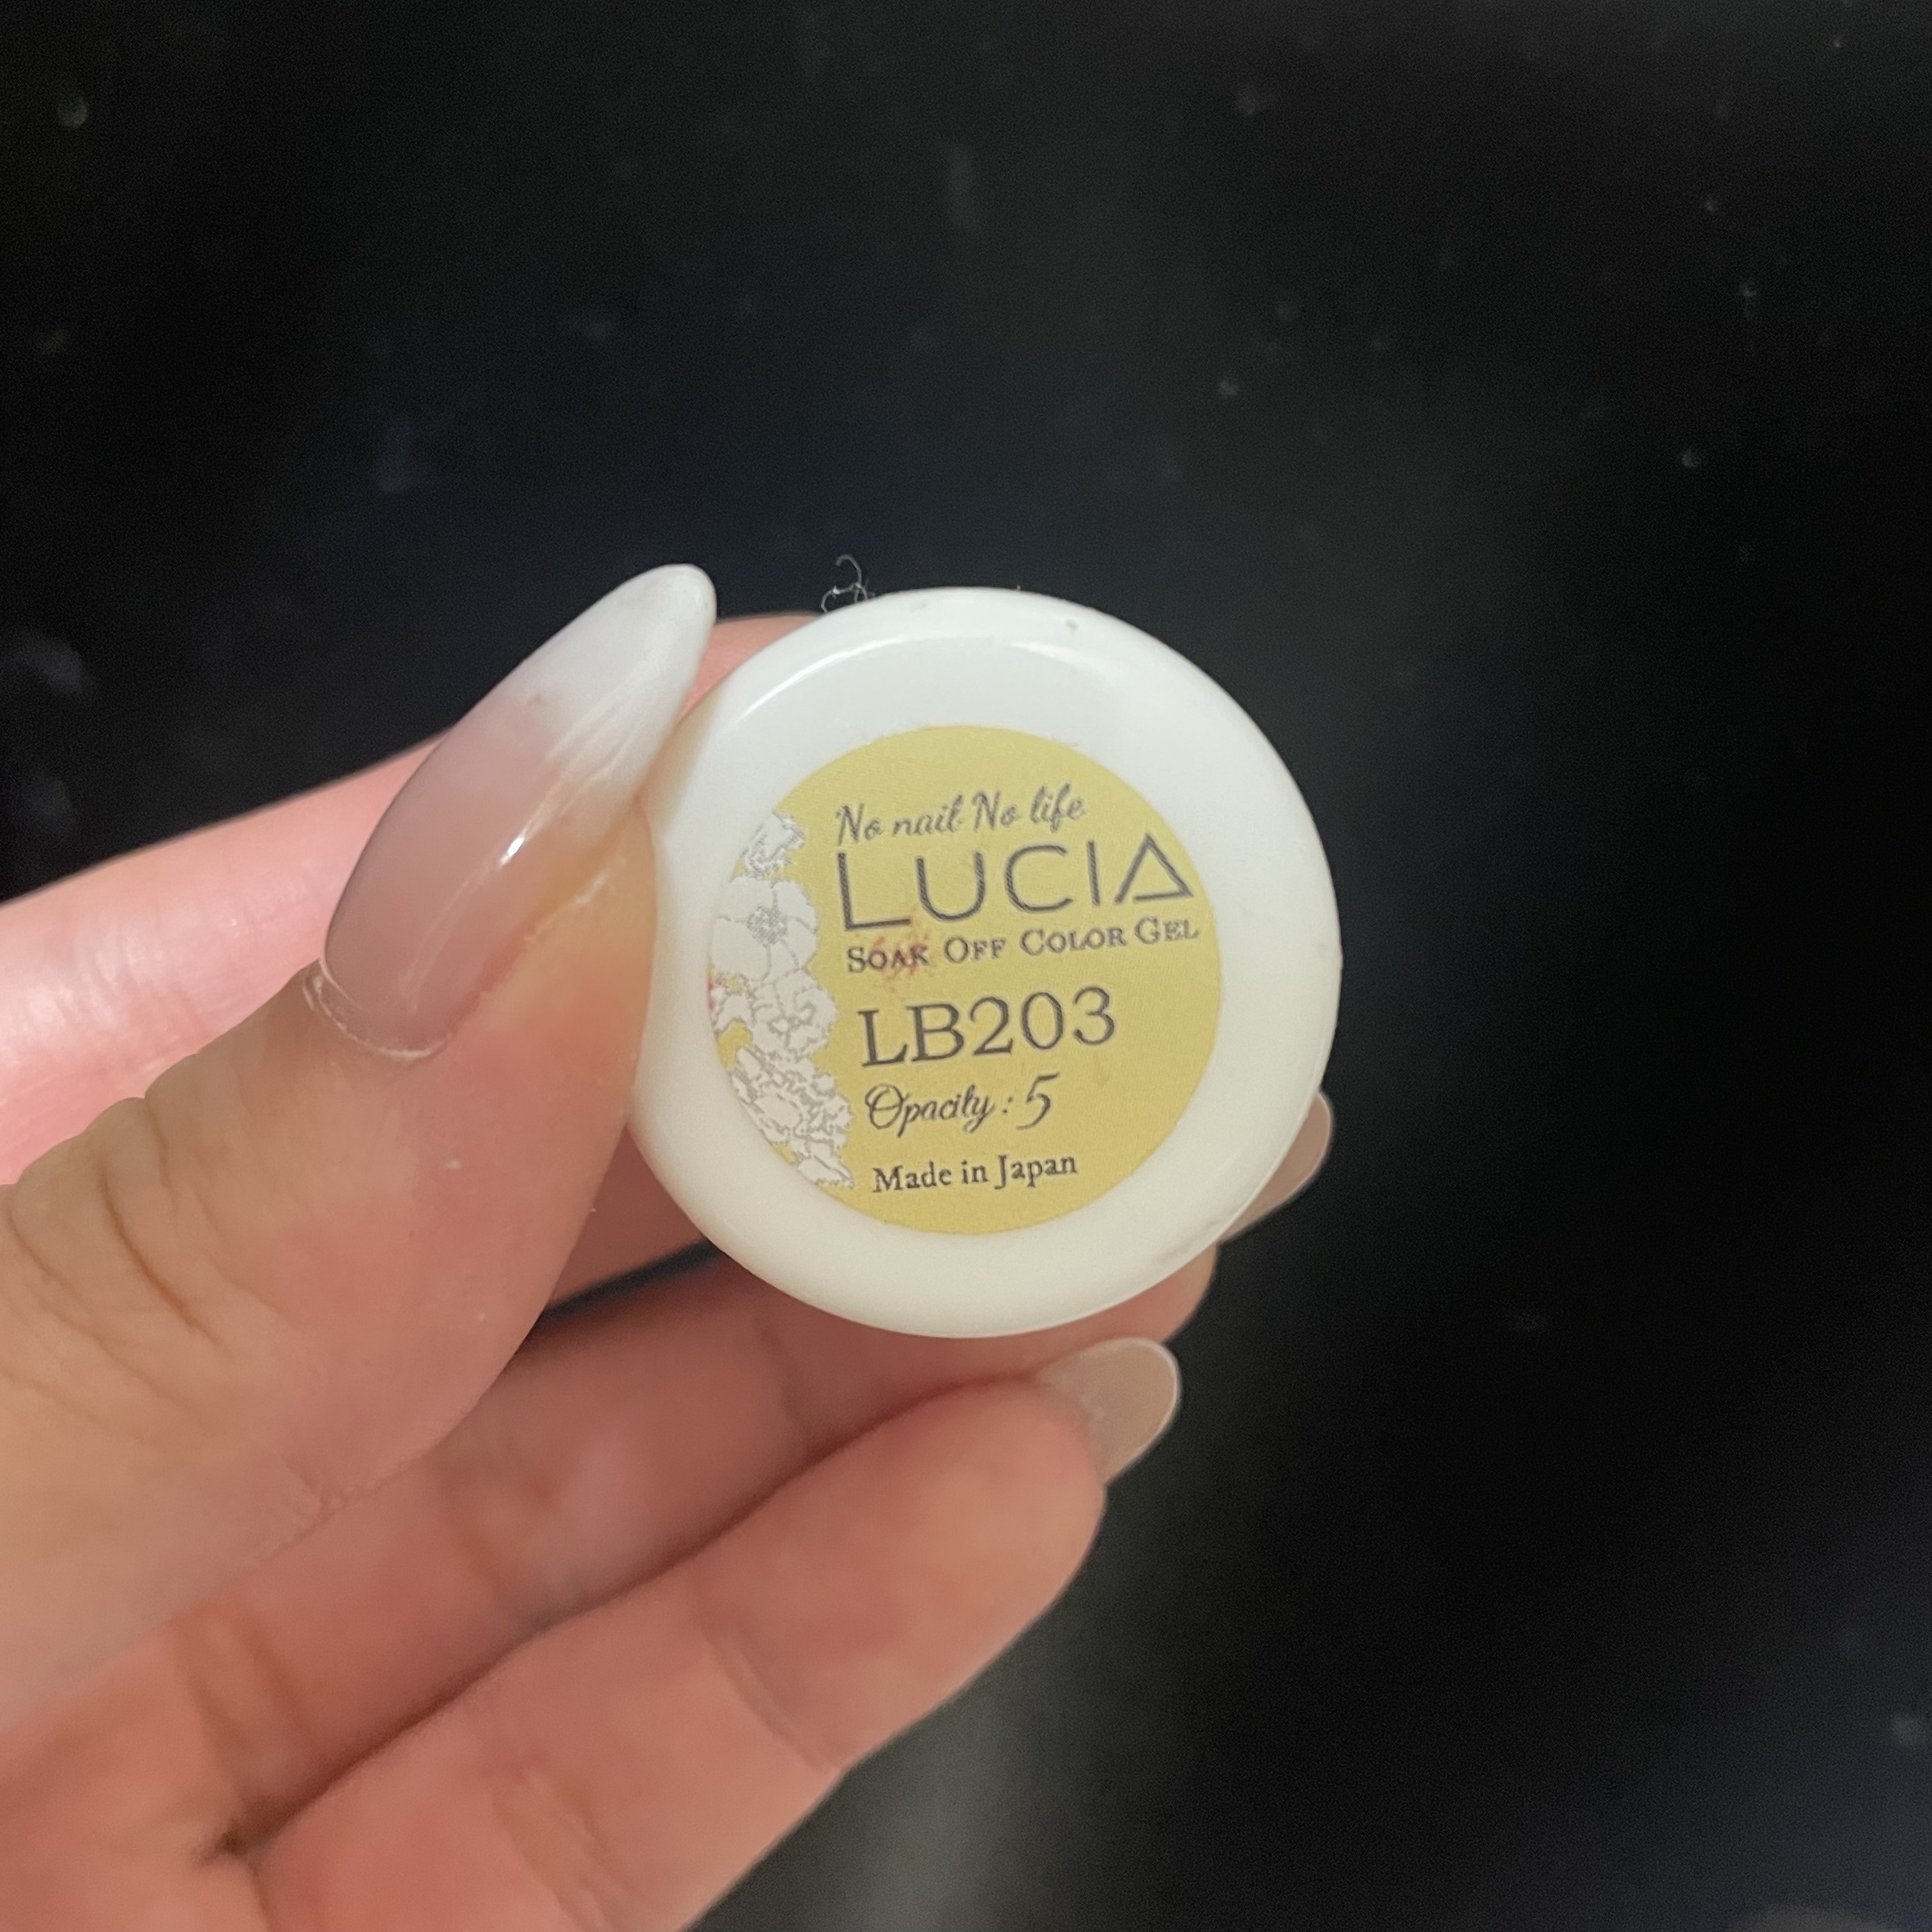 No nail No life
LUCIA
SOAK OFF COLOR GEL
LB203
Opacity : 5
Made in Japan